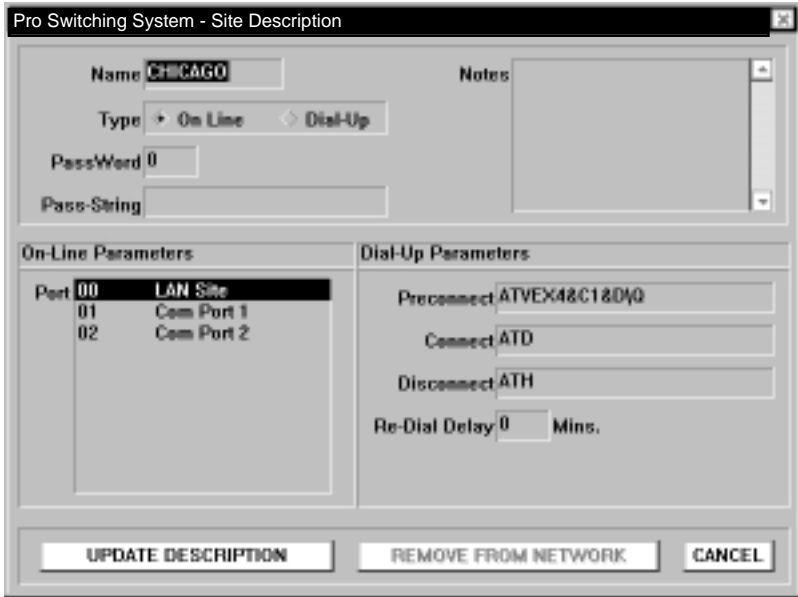 Pro Switching System - Site Description
Name CHICAGO
Notes
Type On Line Dial-Up
PassWord 0
Pass-String
On-Line Parameters
Port 00 LAN Site
01 Com Port 1
02 Com Port 2
Dial-Up Parameters
Preconnect ATVEX4&C1&D\Q
Connect ATD
Disconnect ATH
Re-Dial Delay 0 Mins.
UPDATE DESCRIPTION
REMOVE FROM NETWORK
CANCEL